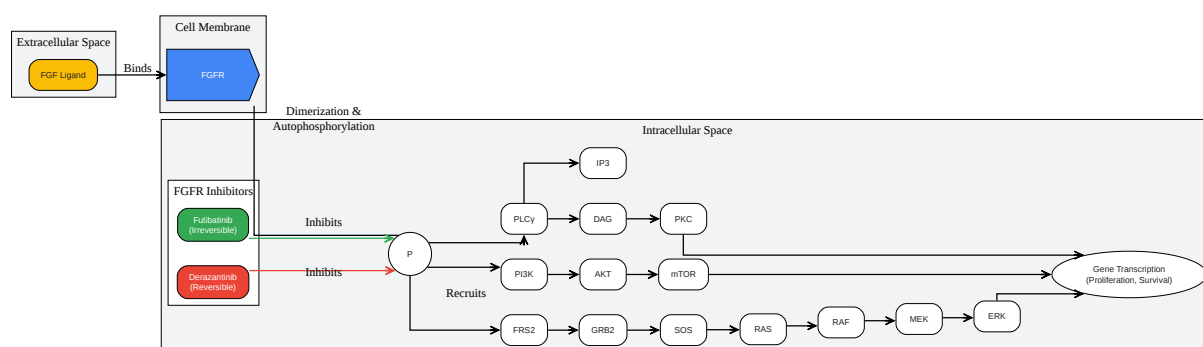 Extracellular Space
FGF Ligand
Binds
Cell Membrane
FGFR
Dimerization &
Autophosphorylation
Intracellular Space
FGFR Inhibitors
Futibatinib
(Irreversible)
Inhibits
Derazantinib
(Reversible)
Inhibits
P
Recruits
IP3
PLCγ
DAG
PKC
PI3K
AKT
mTOR
FRS2
GRB2
SOS
RAS
RAF
MEK
ERK
Gene Transcription
(Proliferation, Survival)